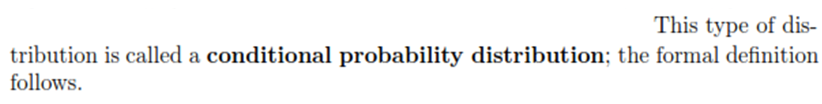 This type of dis-
tribution is called a conditional probability distribution; the formal definition
follows.